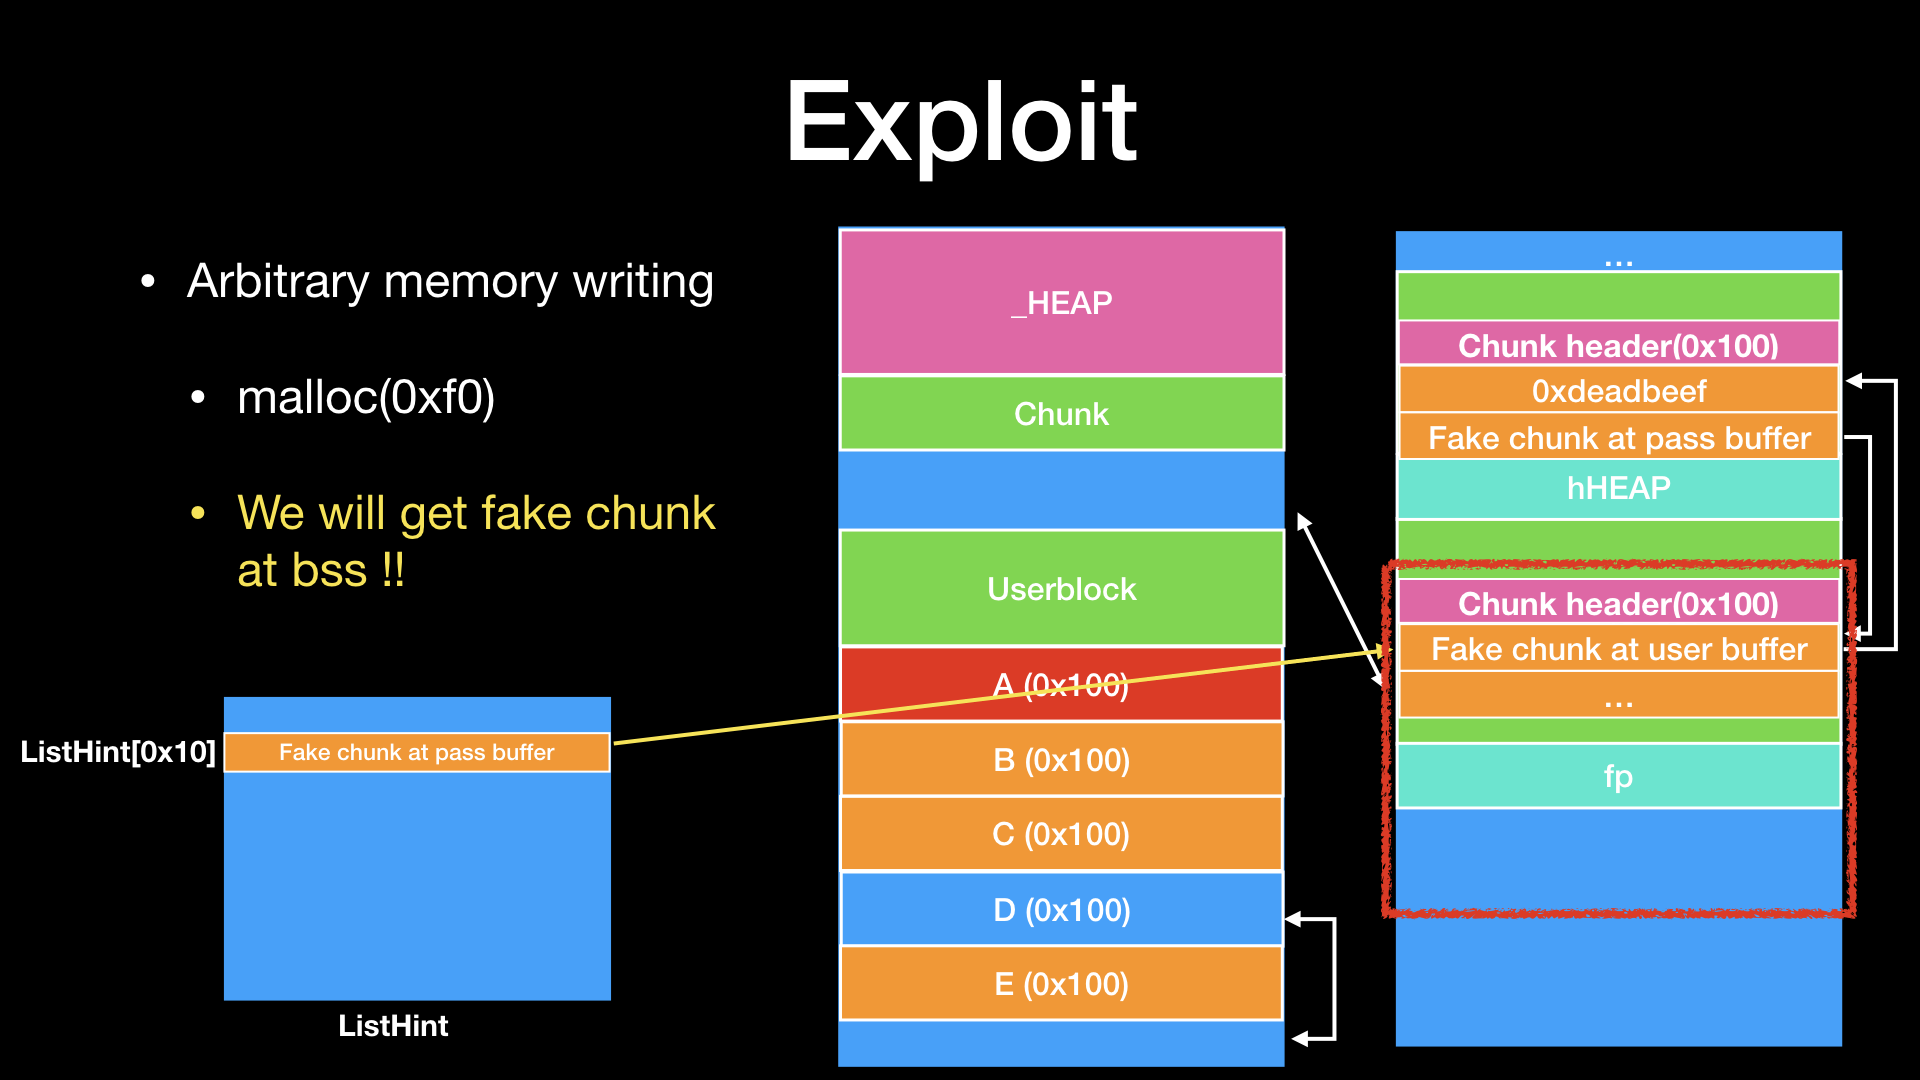 Exploit
• Arbitrary memory writing
• malloc(0xf0)
• We will get fake chunk
at bss !!
ListHint[0x10]
Fake chunk at pass buffer
ListHint
_HEAP
Chunk
Userblock
A (0x100)
B (0x100)
C (0x100)
D (0x100)
E (0x100)
...
Chunk header(0x100)
0xdeadbeef
Fake chunk at pass buffer
hHEAP
Chunk header(0x100)
Fake chunk at user buffer
...
fp